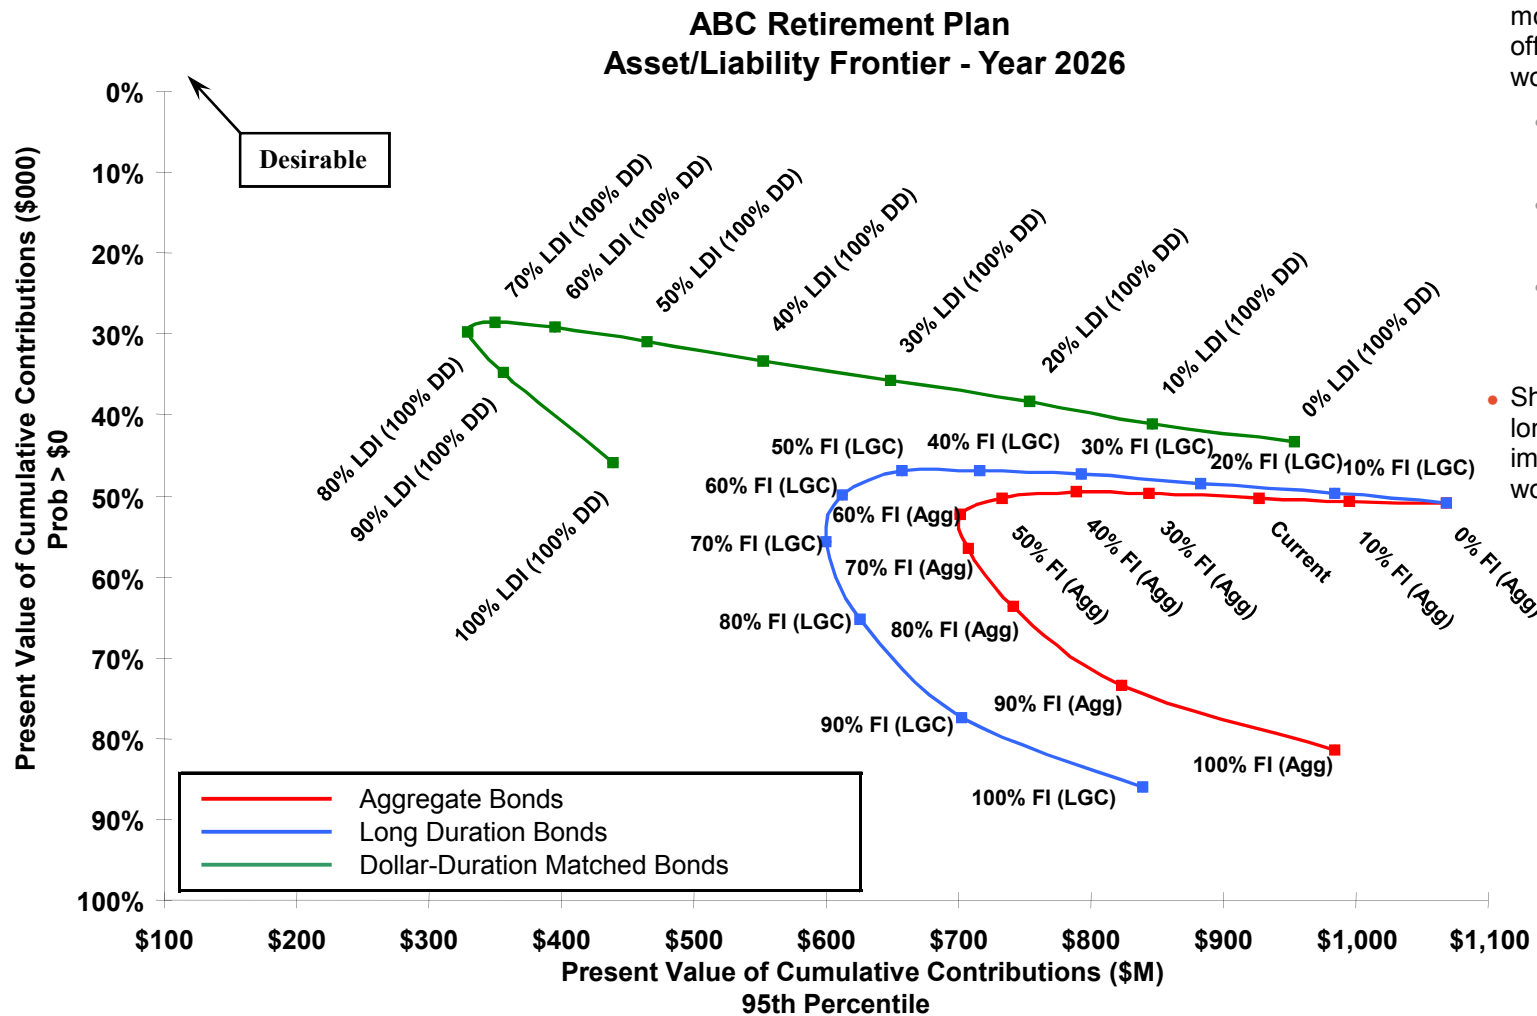 ABC Retirement Plan
Asset/Liability Frontier - Year 2026
Present Value of Cumulative Contributions ($000)
Prob > $0
0%
10%
20%
30%
40%
50%
60%
70%
80%
90%
100%
Desirable
70% LDI (100% DD)
60% LDI (100% DD)
50% LDI (100% DD)
40% LDI (100% DD)
30% LDI (100% DD)
20% LDI (100% DD)
10% LDI (100% DD)
0% LDI (100% DD)
80% LDI (100% DD)
90% LDI (100% DD)
100% LDI (100% DD)
50% FI (LGC)
40% FI (LGC)
30% FI (LGC)
20% FI (LGC)
10% FI (LGC)
60% FI (LGC)
70% FI (LGC)
80% FI (LGC)
90% FI (LGC)
100% FI (LGC)
60% FI (Agg)
70% FI (Agg)
80% FI (Agg)
90% FI (Agg)
100% FI (Agg)
50% FI (Agg)
40% FI (Agg)
30% FI (Agg)
Current
10% FI (Agg)
0% FI (Agg)
Aggregate Bonds
Long Duration Bonds
Dollar-Duration Matched Bonds
$100
$200
$300
$400
$500
$600
$700
$800
$900
$1,000
$1,100
Present Value of Cumulative Contributions ($M)
95th Percentile